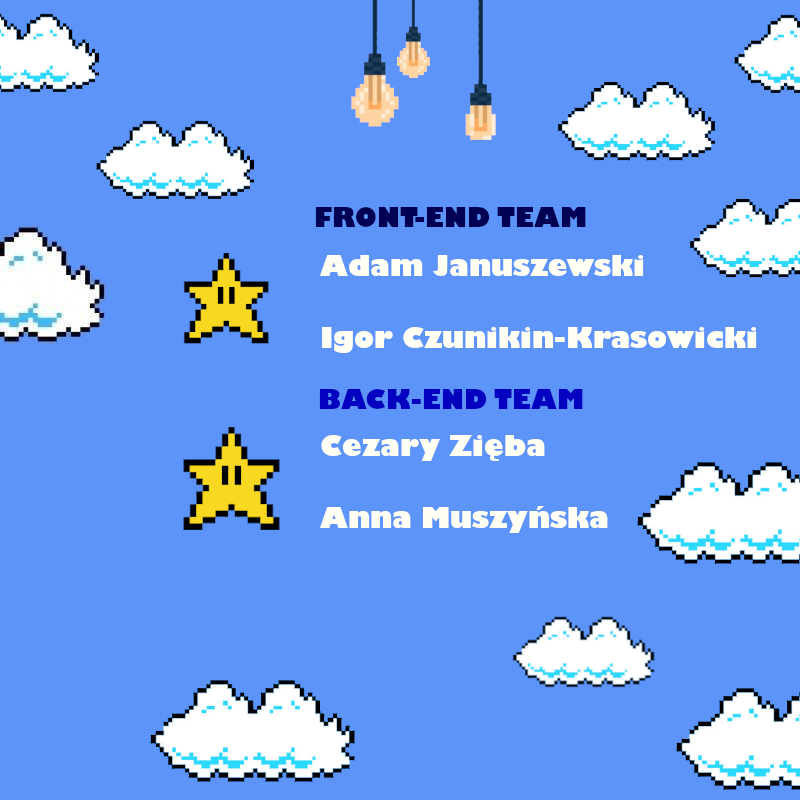 FRONT-END TEAM
Adam Januszewski
Igor Czunikin-Krasowicki
BACK-END TEAM
Cezary Zięba
Anna Muszyńska